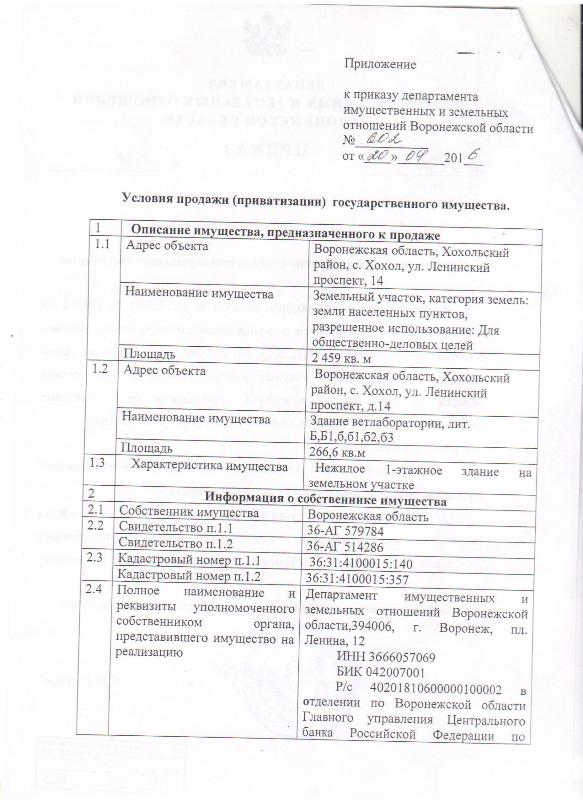 Приложение
к приказу департамента
имущественных и земельных
отношений Воронежской области
№ 602
от «20» 04 2016
Условия продажи (приватизации) государственного имущества.
1 Описание имущества, предназначенного к продаже
1.1 Адрес объекта Воронежская область, Хохольский
район, с. Хохол, ул. Ленинский
проспект, 14
Наименование имущества Земельный участок, категория земель:
земли населенных пунктов,
разрешенное использование: Для
общественно-деловых целей
Площадь 2 459 кв. м
1.2 Адрес объекта Воронежская область, Хохольский
район, с. Хохол, ул. Ленинский
проспект, д.14
Наименование имущества Здание ветлаборатории, лит.
Б,Б1,б,б1,б2,б3
Площадь 266,6 кв.м
1.3 Характеристика имущества Нежилое 1-этажное здание на
земельном участке
2 Информация о собственнике имущества
2.1 Собственник имущества Воронежская область
2.2 Свидетельство п.1.1 36-АГ 579784
Свидетельство п.1.2 36-АГ 514286
2.3 Кадастровый номер п.1.1 36:31:4100015:140
Кадастровый номер п.1.2 36:31:4100015:357
2.4 Полное наименование и Департамент имущественных и
реквизиты уполномоченного земельных отношений Воронежской
собственником органа, области,394006, г. Воронеж, пл.
представившего имущество на Ленина, 12
реализацию ИНН 3666057069
БИК 042007001
Р/с 40201810600000100002 в
отделении по Воронежской области
Главного управления Центрального
банка Российской Федерации по